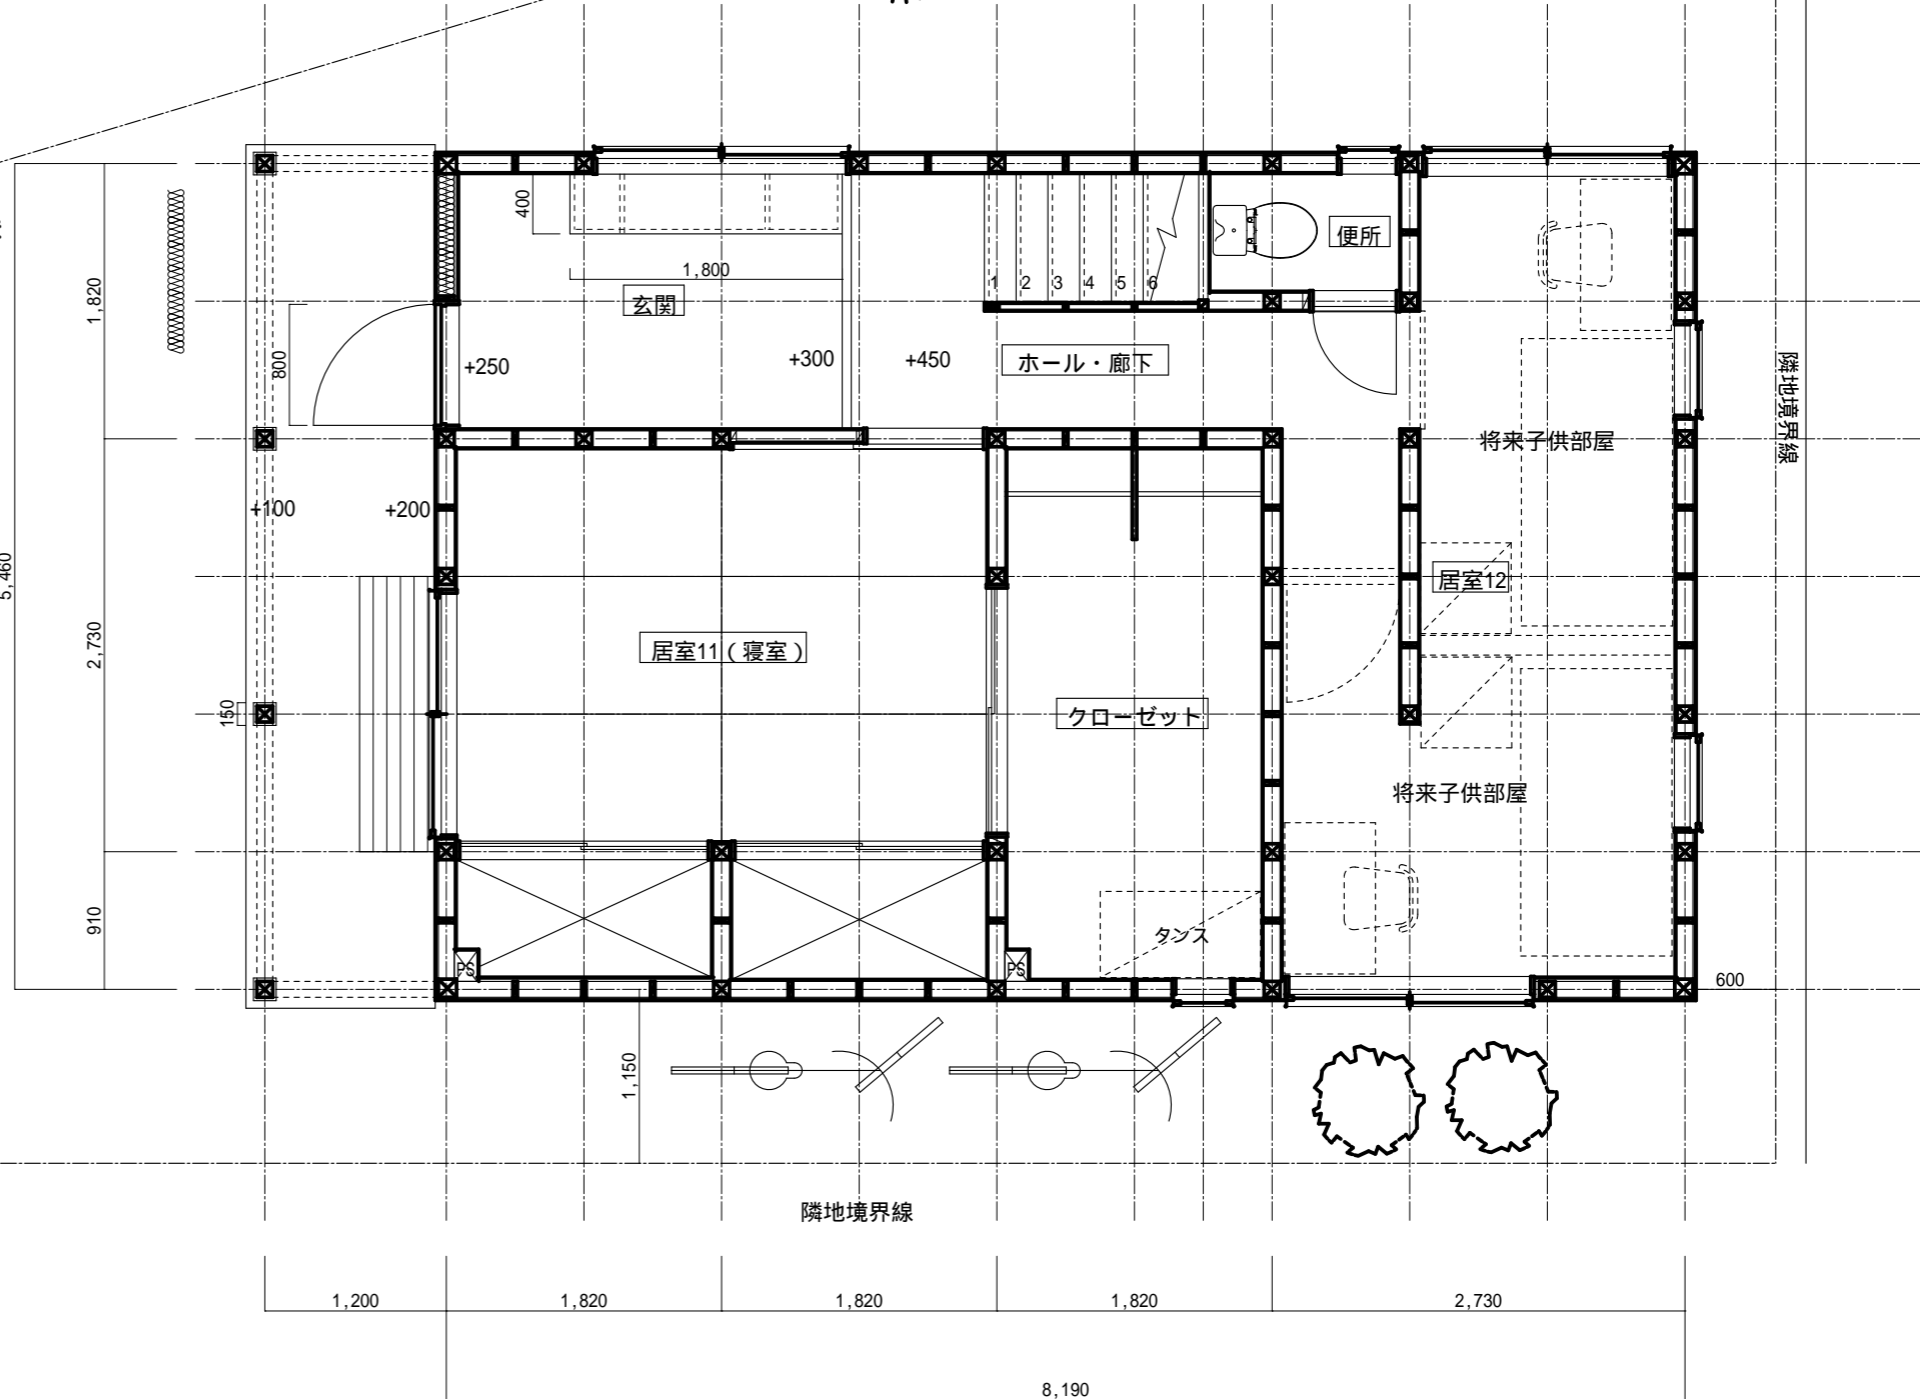 400
便所
1,800
1 2 3 4 5 6
玄関
1,820
800
+250
+300
+450
ホール・廊下
隣地境界線
将来子供部屋
+100
+200
5,460
居室12
2,730
居室11（寝室）
150
クローゼット
将来子供部屋
910
タンス
PS
PS
600
1,150
隣地境界線
1,200
1,820
1,820
1,820
2,730
8,190